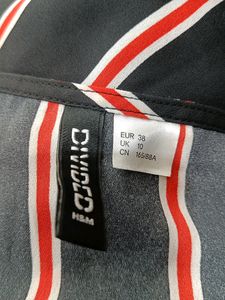 DIVIDED
H&M
EUR 38
UK 10
CN 165/88A